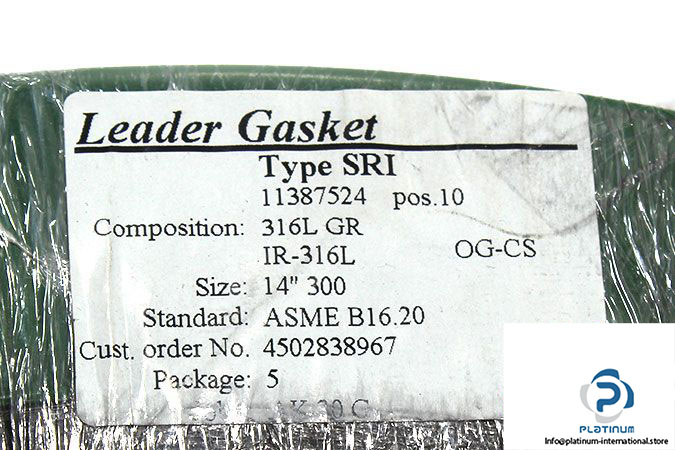 Leader Gasket
Type SRI
11387524 pos.10
Composition: 316L GR
IR-316L OG-CS
Size: 14" 300
Standard: ASME B16.20
Cust. order No. 4502838967
Package: 5
PLATINUM
Info@platinum-international.store